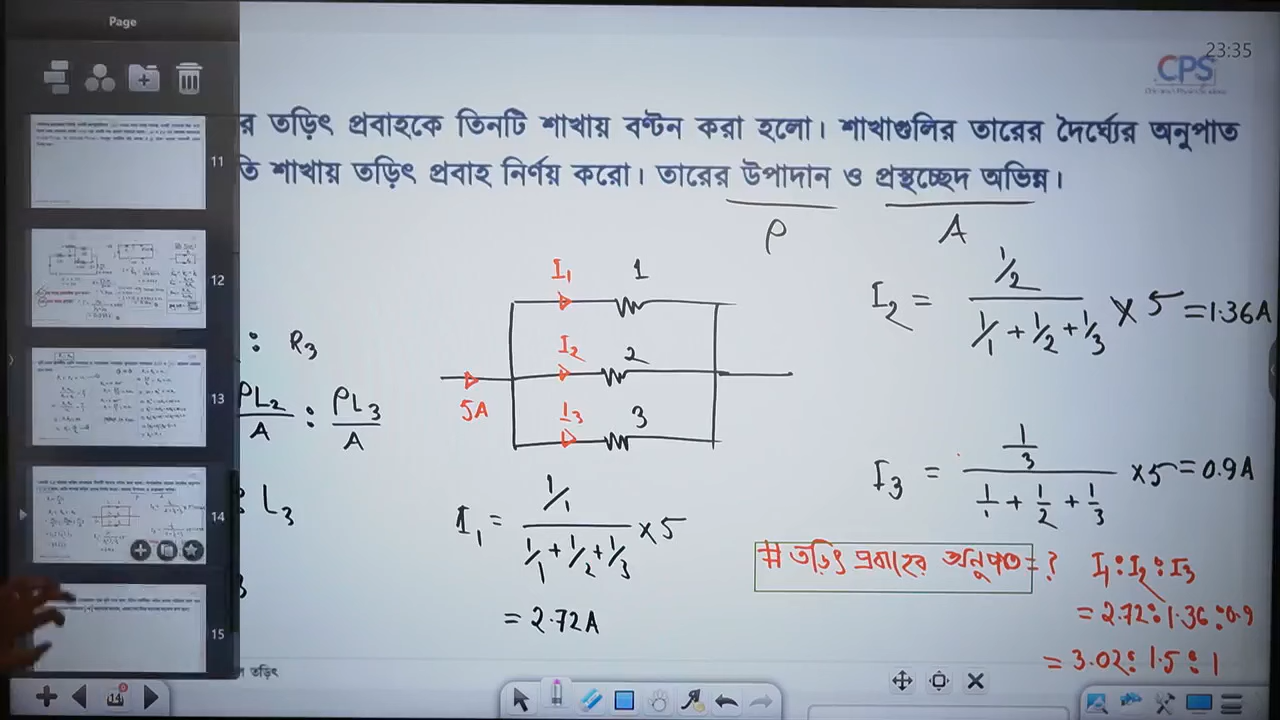 Page
23:35
CPS
র তড়িৎ প্রবাহকে তিনটি শাখায় বণ্টন করা হলো। শাখাগুলির তারের দৈর্ঘ্যের অনুপাত
তি শাখায় তড়িৎ প্রবাহ নির্ণয় করো। তারের উপাদান ও প্রস্থচ্ছেদ অভিন্ন।
ρ A
11
12
13
14
15
: R₃
ρL₂/A : ρL₃/A
: L₃
3
I₁ 1
I₂ 2
I₃ 3
5A
I₁ = (1/1)/(1/1 + 1/2 + 1/3) × 5
= 2.72A
I₂ = (1/2)/(1/1 + 1/2 + 1/3) × 5 = 1.36A
I₃ = (1/3)/(1/1 + 1/2 + 1/3) × 5 = 0.9A
# তড়িৎ প্রবাহের অনুপাত = ?
I₁ : I₂ : I₃
= 2.72 : 1.36 : 0.9
= 3.02 : 1.5 : 1
ল তড়িৎ
14